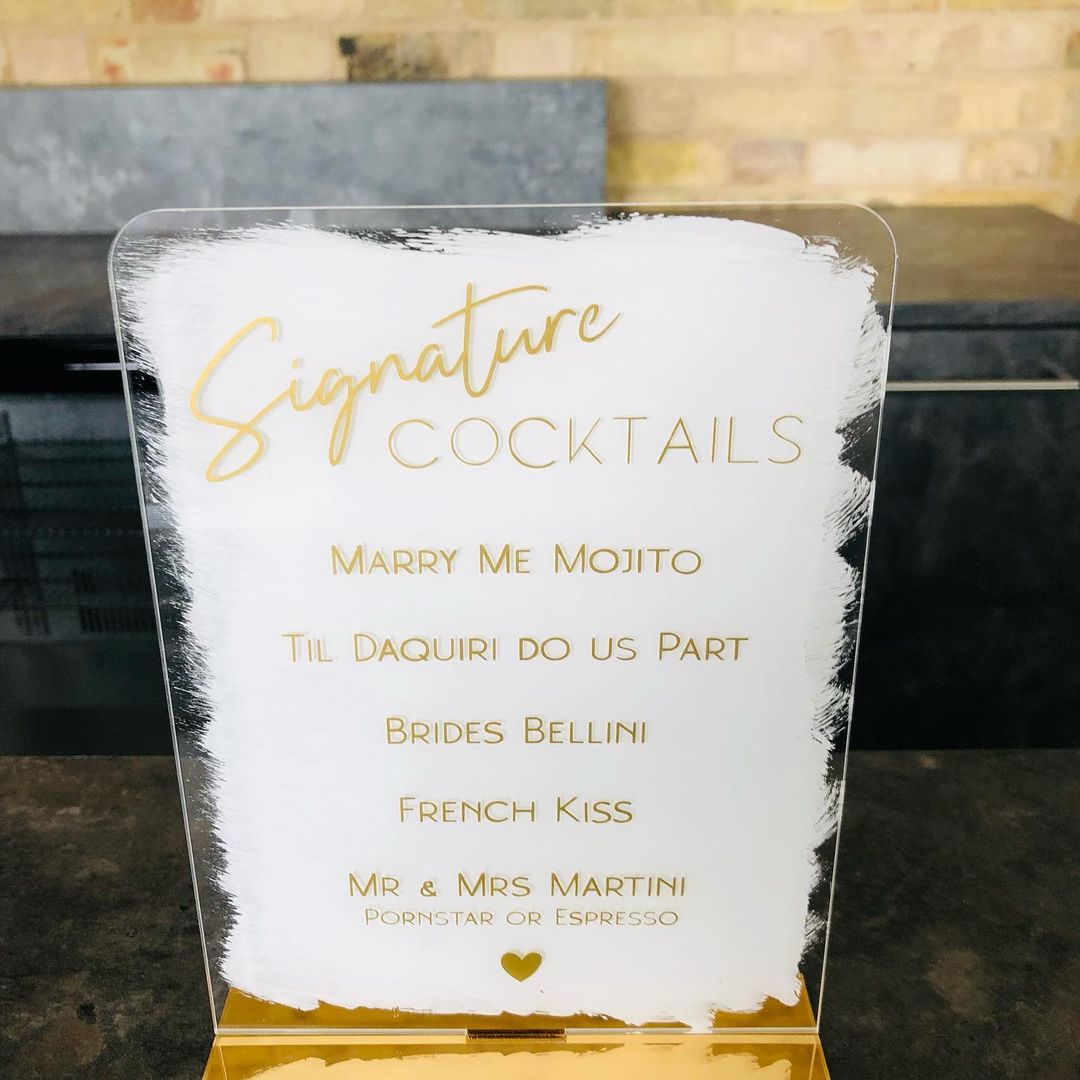 Signature
COCKTAILS
MARRY ME MOJITO
TIL DAQUIRI DO US PART
BRIDES BELLINI
FRENCH KISS
MR & MRS MARTINI
PORNSTAR OR ESPRESSO